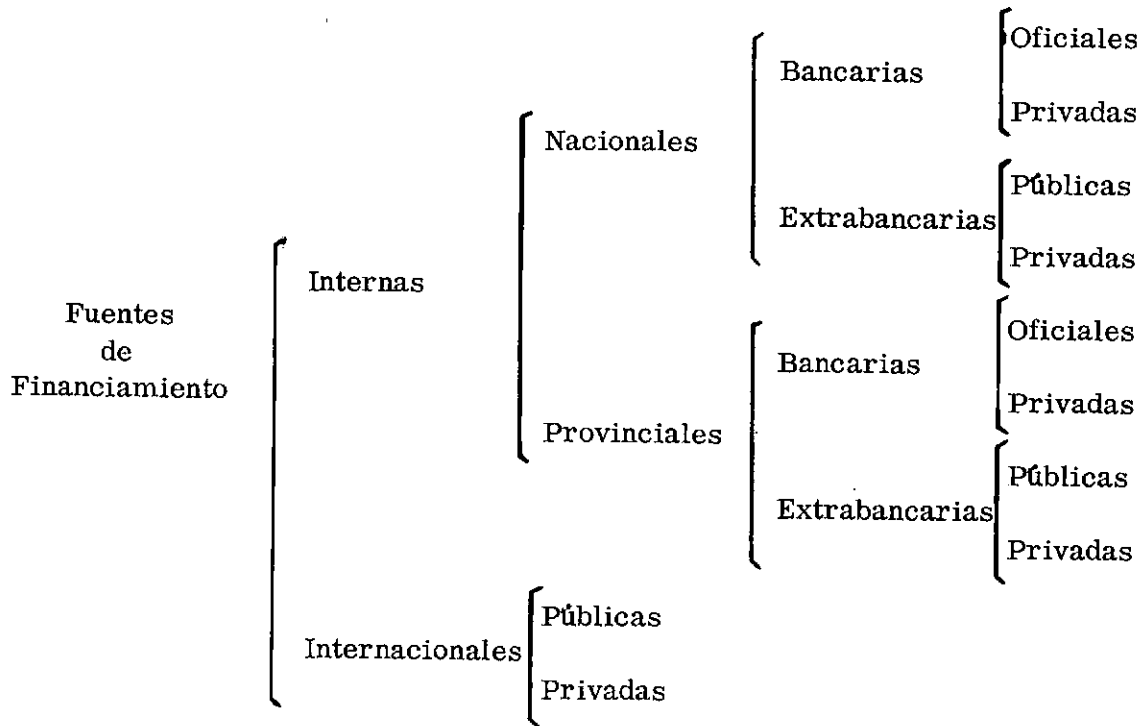 Fuentes
de
Financiamiento
Internas
Nacionales
Bancarias
Oficiales
Privadas
Extrabancarias
Públicas
Privadas
Provinciales
Bancarias
Oficiales
Privadas
Extrabancarias
Públicas
Privadas
Internacionales
Públicas
Privadas